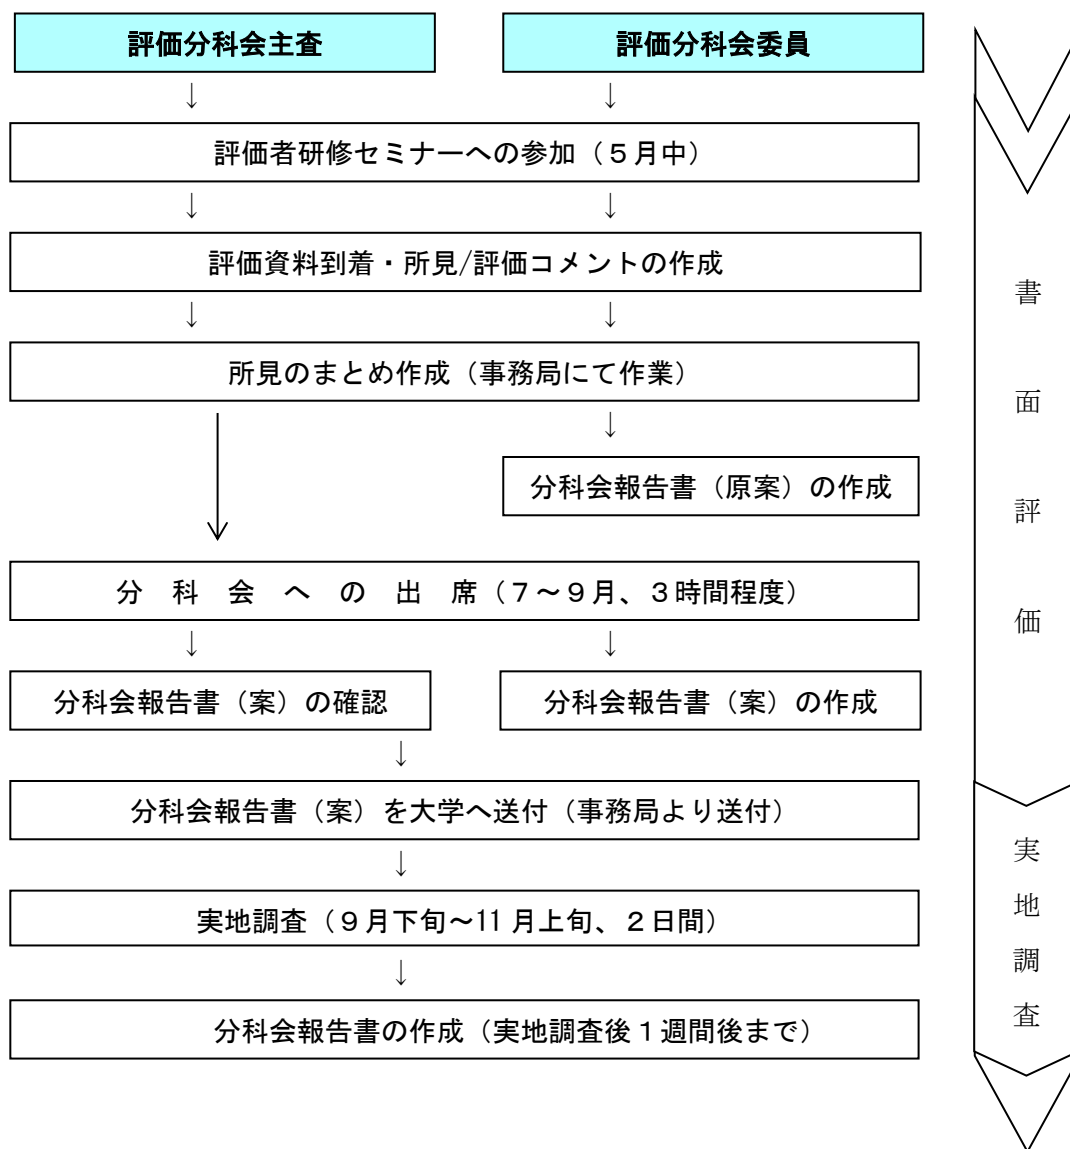 評価分科会主査
評価分科会委員
↓ ↓
評価者研修セミナーへの参加（５月中）
↓ ↓
評価資料到着・所見/評価コメントの作成
↓ ↓
所見のまとめ作成（事務局にて作業）
↓
分科会報告書（原案）の作成
分　科　会　へ　の　出　席（７～９月、３時間程度）
↓ ↓
分科会報告書（案）の確認
分科会報告書（案）の作成
↓
分科会報告書（案）を大学へ送付（事務局より送付）
↓
実地調査（９月下旬～11月上旬、２日間）
↓
分科会報告書の作成（実地調査後１週間後まで）
書面評価
実地調査